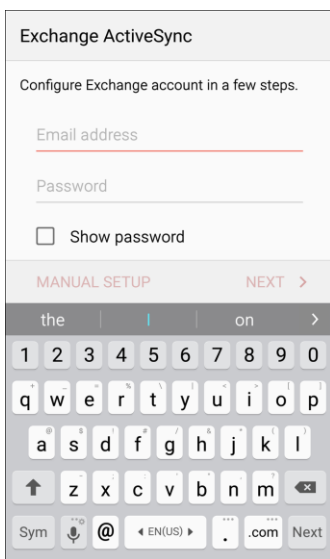 Exchange ActiveSync
Configure Exchange account in a few steps.
Email address
Password
Show password
MANUAL SETUP NEXT >
the I on >
1 2 3 4 5 6 7 8 9 0
q w e r t y u i o p
a s d f g h j k l
z x c v b n m
Sym @ EN(US) . .com Next